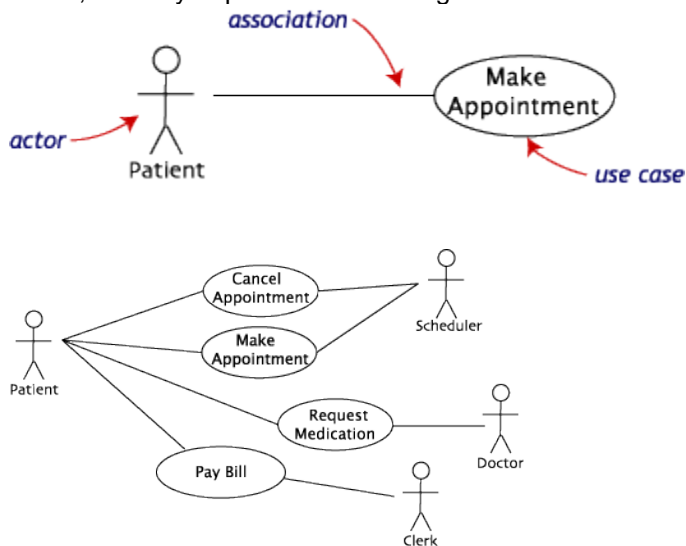 association
Make
Appointment
actor
Patient
use case
Cancel
Appointment
Scheduler
Make
Appointment
Patient
Request
Medication
Doctor
Pay Bill
Clerk